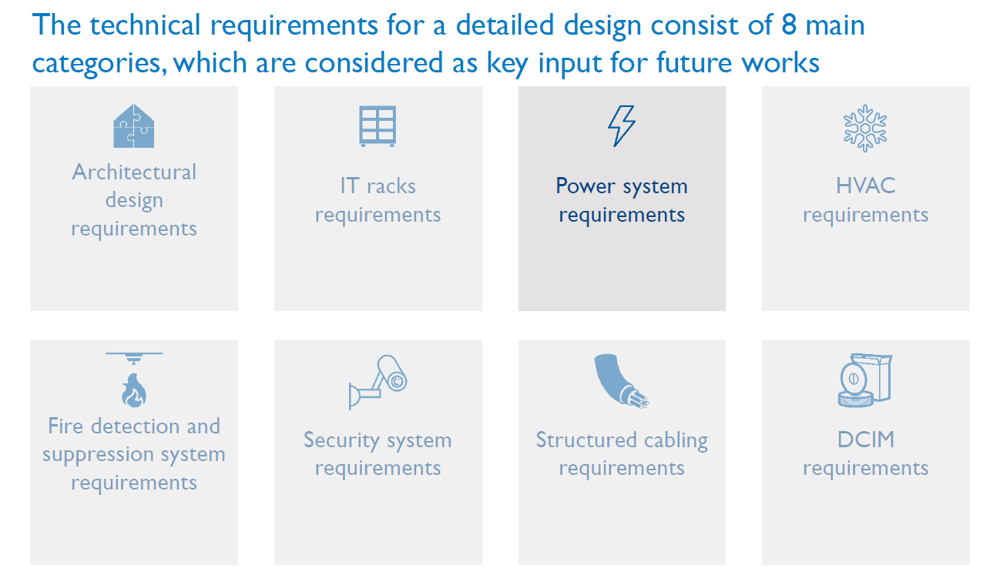 The technical requirements for a detailed design consist of 8 main
categories, which are considered as key input for future works
Architectural
design
requirements
IT racks
requirements
Power system
requirements
HVAC
requirements
Fire detection and
suppression system
requirements
Security system
requirements
Structured cabling
requirements
DCIM
requirements